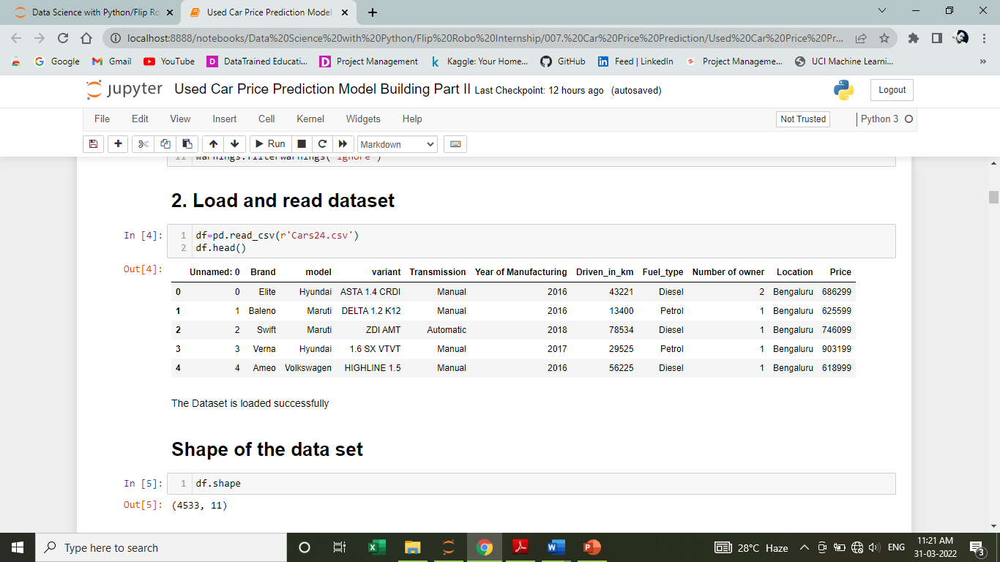 Data Science with Python/Flip Ro
Used Car Price Prediction Model
localhost:8888/notebooks/Data%20Science%20with%20Python/Flip%20Robo%20Internship/007.%20Car%20Price%20Prediction/Used%20Car%20Price%20Pr...
Google Gmail YouTube DataTrained Educati... Project Management Kaggle: Your Home... GitHub Feed | LinkedIn Project Manageme... UCI Machine Learni... »
jupyter Used Car Price Prediction Model Building Part II Last Checkpoint: 12 hours ago (autosaved) Logout
File Edit View Insert Cell Kernel Widgets Help Not Trusted Python 3
Run Markdown
11 warnings.filterwarnings('ignore')
2. Load and read dataset
In [4]: 1 df=pd.read_csv(r'Cars24.csv')
2 df.head()
Out[4]:
Unnamed: 0 Brand model variant Transmission Year of Manufacturing Driven_in_km Fuel_type Number of owner Location Price
0 0 Elite Hyundai ASTA 1.4 CRDI Manual 2016 43221 Diesel 2 Bengaluru 686299
1 1 Baleno Maruti DELTA 1.2 K12 Manual 2016 13400 Petrol 1 Bengaluru 625599
2 2 Swift Maruti ZDI AMT Automatic 2018 78534 Diesel 1 Bengaluru 746099
3 3 Verna Hyundai 1.6 SX VTVT Manual 2017 29525 Petrol 1 Bengaluru 903199
4 4 Ameo Volkswagen HIGHLINE 1.5 Manual 2016 56225 Diesel 1 Bengaluru 618999
The Dataset is loaded successfully
Shape of the data set
In [5]: 1 df.shape
Out[5]: (4533, 11)
Type here to search
28°C Haze
ENG
11:21 AM
31-03-2022
3